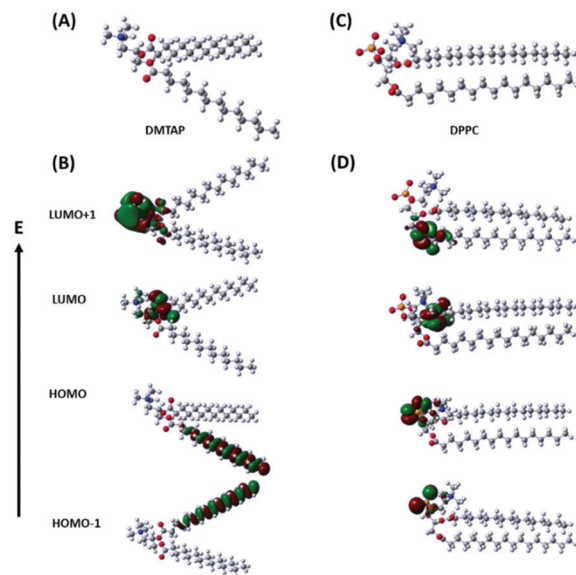 (A)
(C)
DMTAP
DPPC
(B)
(D)
LUMO+1
E
LUMO
HOMO
HOMO-1